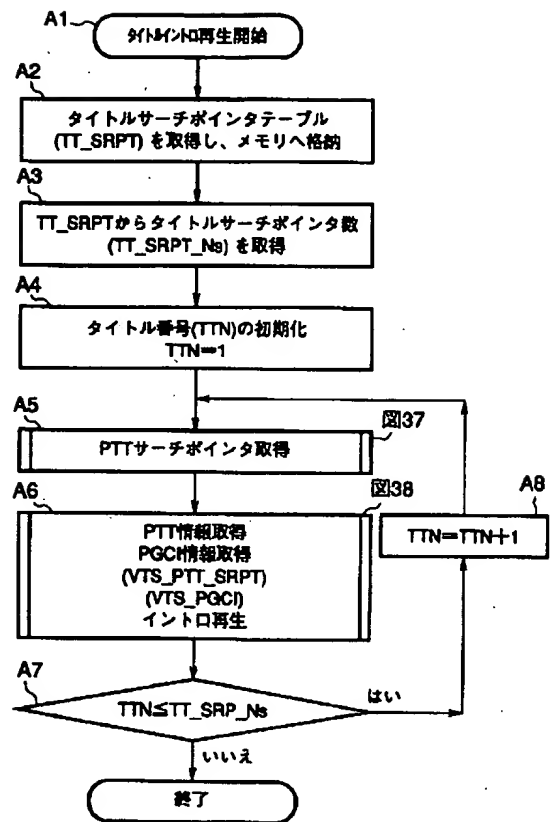 A1
タイトルイントロ再生開始
A2
タイトルサーチポインタテーブル
(TT_SRPT) を取得し、メモリへ格納
A3
TT_SRPTからタイトルサーチポインタ数
(TT_SRPT_Ns) を取得
A4
タイトル番号(TTN)の初期化
TTN=1
A5
図37
PTTサーチポインタ取得
A6
図38
PTT情報取得
PGCI情報取得
(VTS_PTT_SRPT)
(VTS_PGCI)
イントロ再生
A8
TTN=TTN+1
A7
TTN≦TT_SRP_Ns
はい
いいえ
終了